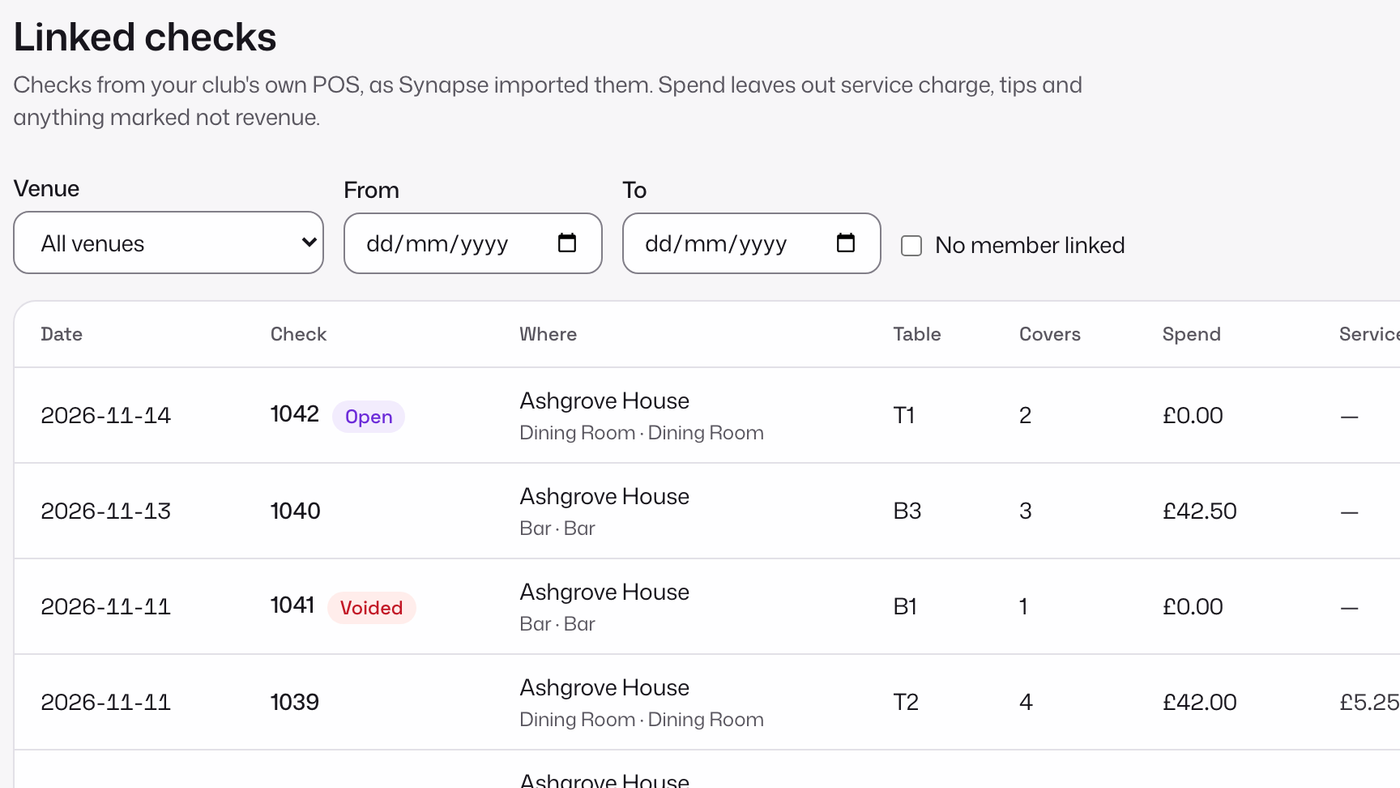 Linked checks
Checks from your club's own POS, as Synapse imported them. Spend leaves out service charge, tips and
anything marked not revenue.
Venue From To
All venues dd/mm/yyyy dd/mm/yyyy No member linked
Date Check Where Table Covers Spend
2026-11-14 1042 Open Ashgrove House T1 2 £0.00 —
Dining Room · Dining Room
2026-11-13 1040 Ashgrove House B3 3 £42.50 —
Bar · Bar
2026-11-11 1041 Voided Ashgrove House B1 1 £0.00 —
Bar · Bar
2026-11-11 1039 Ashgrove House T2 4 £42.00 £5.25
Dining Room · Dining Room
Ashgrove House